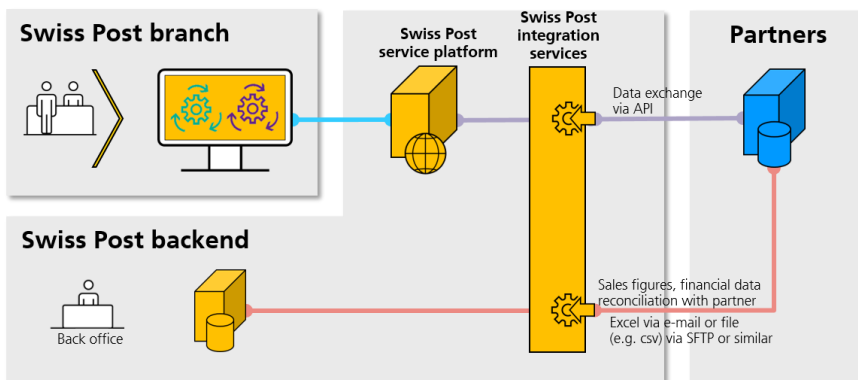 Swiss Post branch
Swiss Post
service platform
Swiss Post
integration
services
Partners
Data exchange
via API
Swiss Post backend
Back office
Sales figures, financial data
reconciliation with partner
Excel via e-mail or file
(e.g. csv) via SFTP or similar